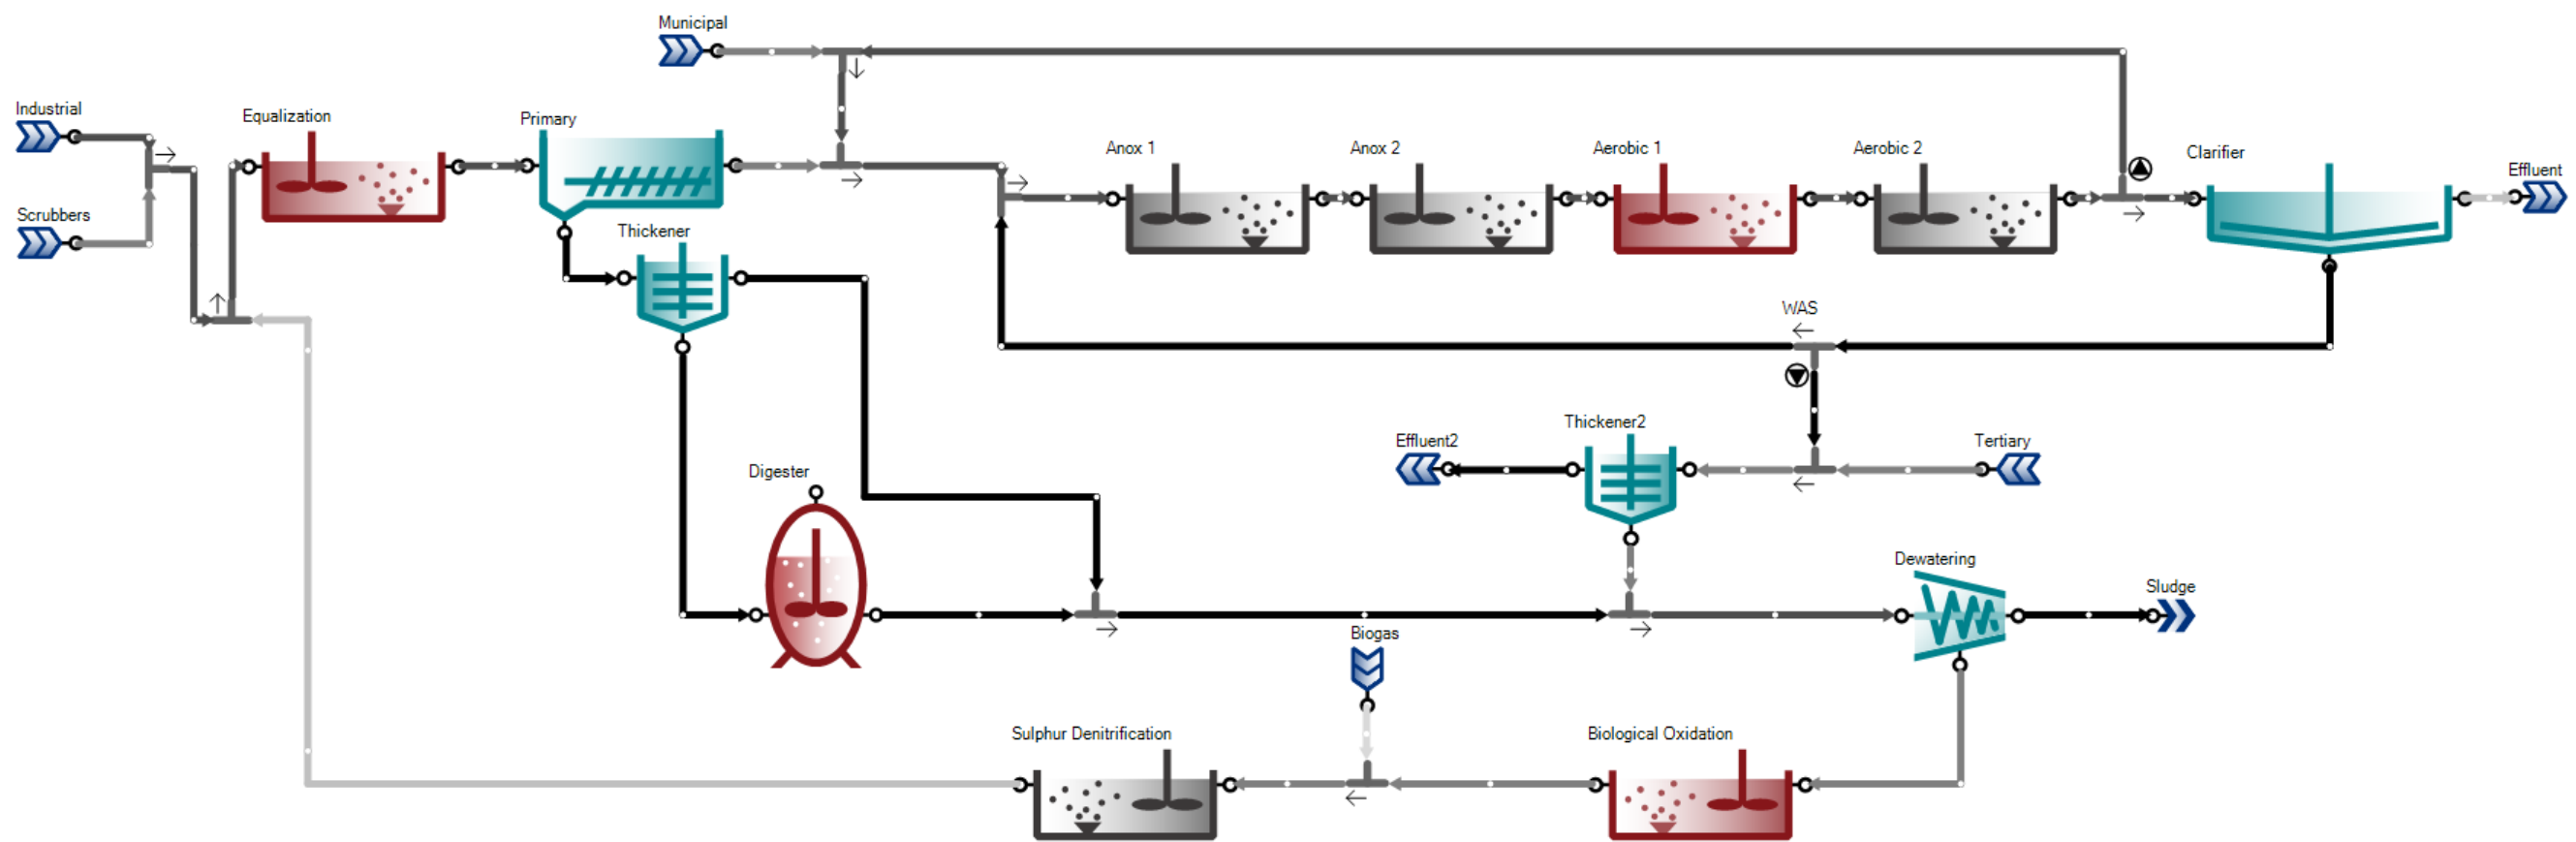 Municipal
Industrial
Equalization
Primary
Anox 1
Anox 2
Aerobic 1
Aerobic 2
Clarifier
Effluent
Scrubbers
Thickener
WAS
Thickener2
Effluent2
Tertiary
Digester
Dewatering
Sludge
Biogas
Sulphur Denitrification
Biological Oxidation